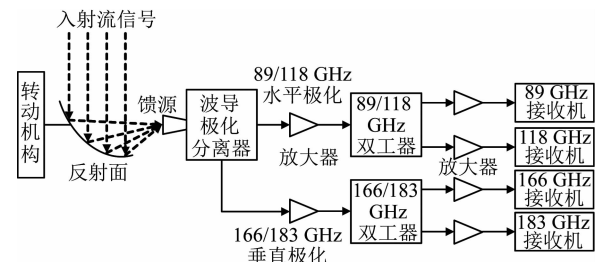 入射流信号
转动机构
反射面
馈源
波导
极化
分离器
89/118 GHz
水平极化
放大器
166/183 GHz
垂直极化
89/118
GHz
双工器
166/183
GHz
双工器
放大器
89 GHz
接收机
118 GHz
接收机
166 GHz
接收机
183 GHz
接收机